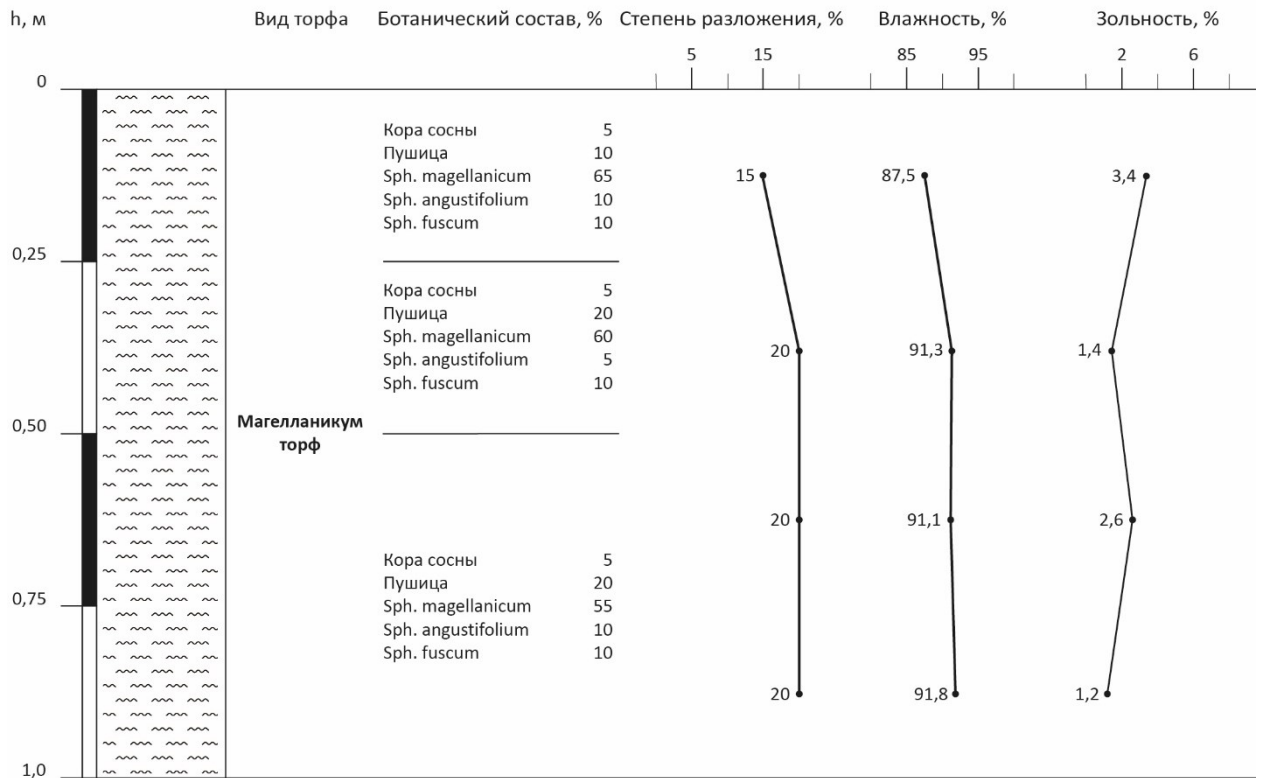 h, м Вид торфа Ботанический состав, % Степень разложения, % Влажность, % Зольность, %
5 15 85 95 2 6
0
Кора сосны 5
Пушица 10
Sph. magellanicum 65
15 87,5 3,4
Sph. angustifolium 10
Sph. fuscum 10
0,25
Кора сосны 5
Пушица 20
Sph. magellanicum 60
20 91,3 1,4
Sph. angustifolium 5
Sph. fuscum 10
Магелланикум
0,50
торф
20 91,1 2,6
Кора сосны 5
Пушица 20
0,75
Sph. magellanicum 55
Sph. angustifolium 10
Sph. fuscum 10
20 91,8 1,2
1,0